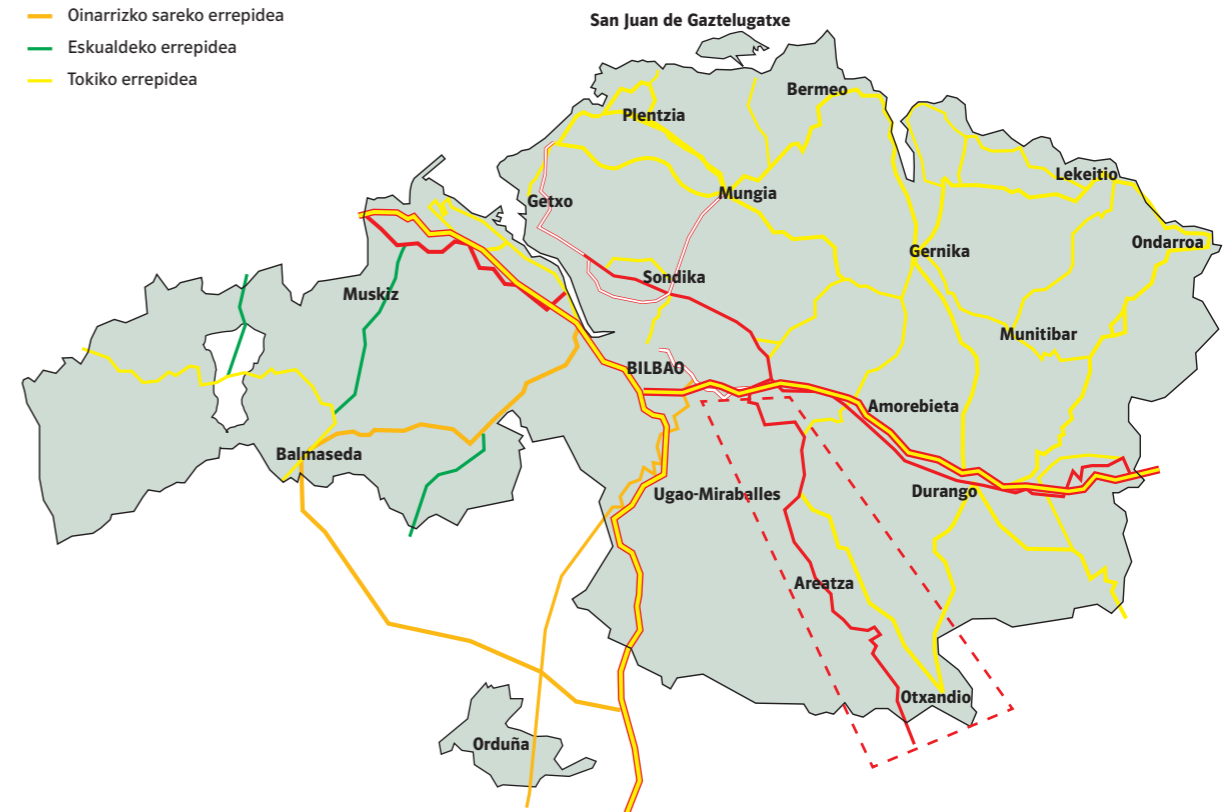 Oinarrizko sareko errepidea
Eskualdeko errepidea
Tokiko errepidea
San Juan de Gaztelugatxe
Bermeo
Plentzia
Lekeitio
Mungia
Getxo
Ondarroa
Gernika
Sondika
Muskiz
Munitibar
BILBAO
Amorebieta
Balmaseda
Ugao-Miraballes
Durango
Areatza
Otxandio
Orduña